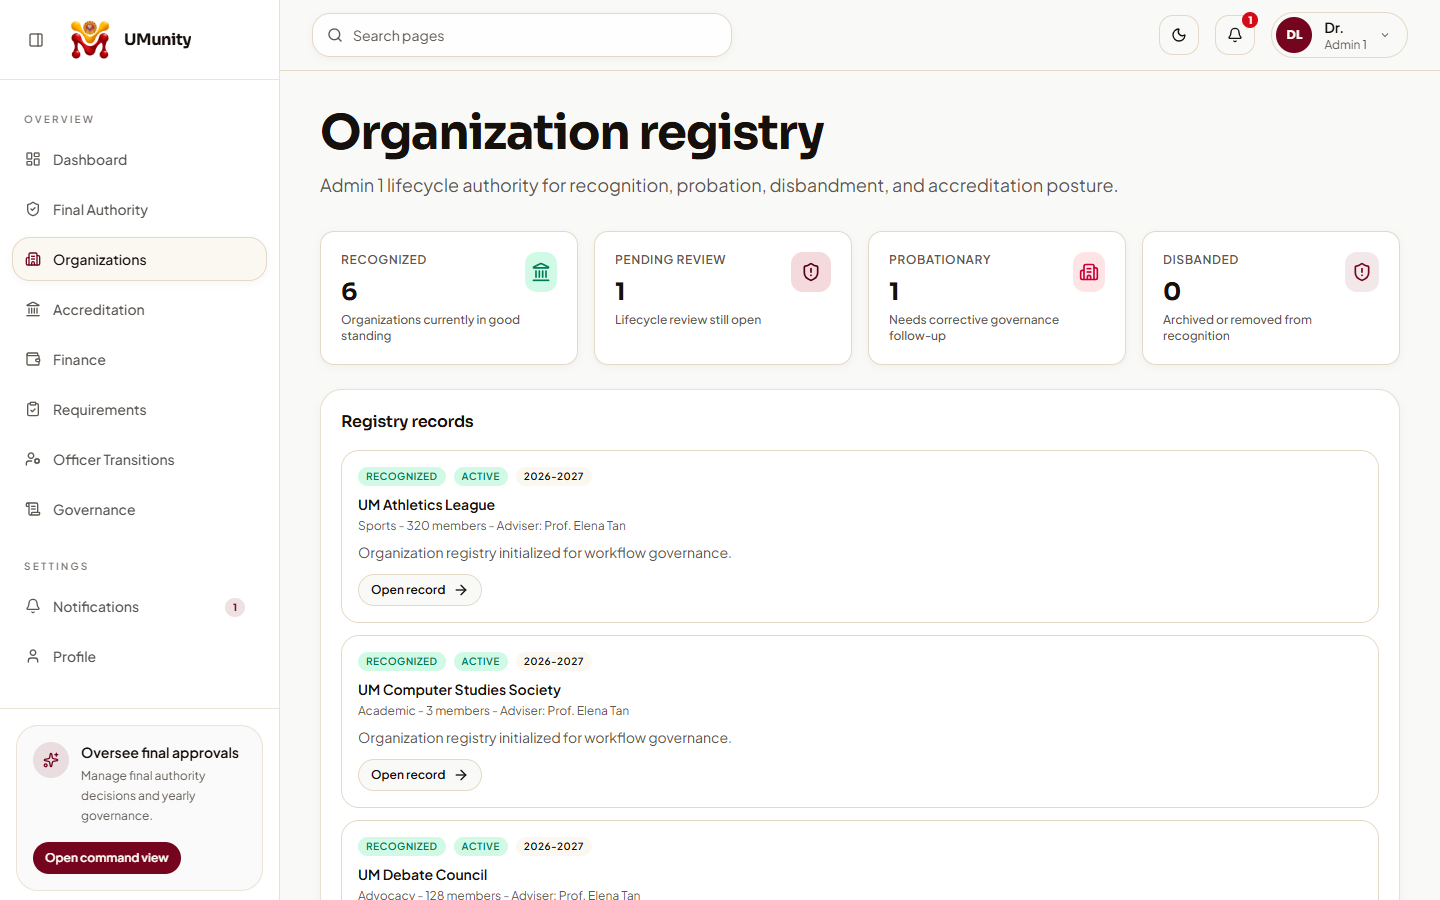 UMunity
Search pages
1
DL
Dr.
Admin 1
OVERVIEW
Dashboard
Final Authority
Organizations
Accreditation
Finance
Requirements
Officer Transitions
Governance
SETTINGS
Notifications
1
Profile
Oversee final approvals
Manage final authority
decisions and yearly
governance.
Open command view
Organization registry
Admin 1 lifecycle authority for recognition, probation, disbandment, and accreditation posture.
RECOGNIZED
6
Organizations currently in good
standing
PENDING REVIEW
1
Lifecycle review still open
PROBATIONARY
1
Needs corrective governance
follow-up
DISBANDED
0
Archived or removed from
recognition
Registry records
RECOGNIZED ACTIVE 2026-2027
UM Athletics League
Sports - 320 members - Adviser: Prof. Elena Tan
Organization registry initialized for workflow governance.
Open record
RECOGNIZED ACTIVE 2026-2027
UM Computer Studies Society
Academic - 3 members - Adviser: Prof. Elena Tan
Organization registry initialized for workflow governance.
Open record
RECOGNIZED ACTIVE 2026-2027
UM Debate Council
Advocacy - 128 members - Adviser: Prof. Elena Tan